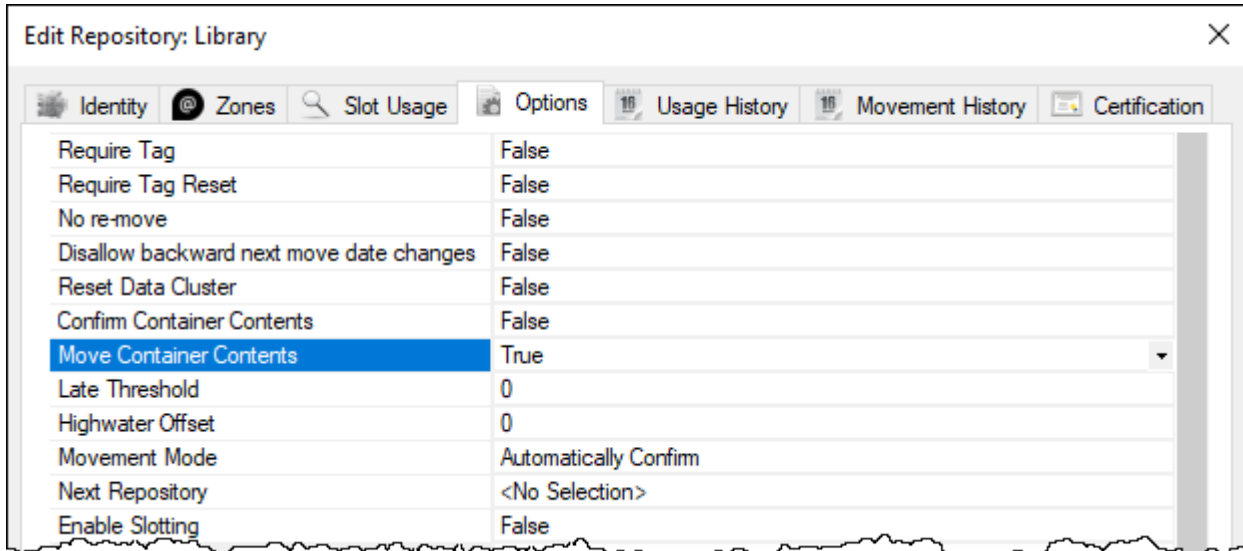 Edit Repository: Library
Identity Zones Slot Usage Options 16 Usage History 16 Movement History Certification
Require Tag False
Require Tag Reset False
No re-move False
Disallow backward next move date changes False
Reset Data Cluster False
Confirm Container Contents False
Move Container Contents True
Late Threshold 0
Highwater Offset 0
Movement Mode Automatically Confirm
Next Repository <No Selection>
Enable Slotting False